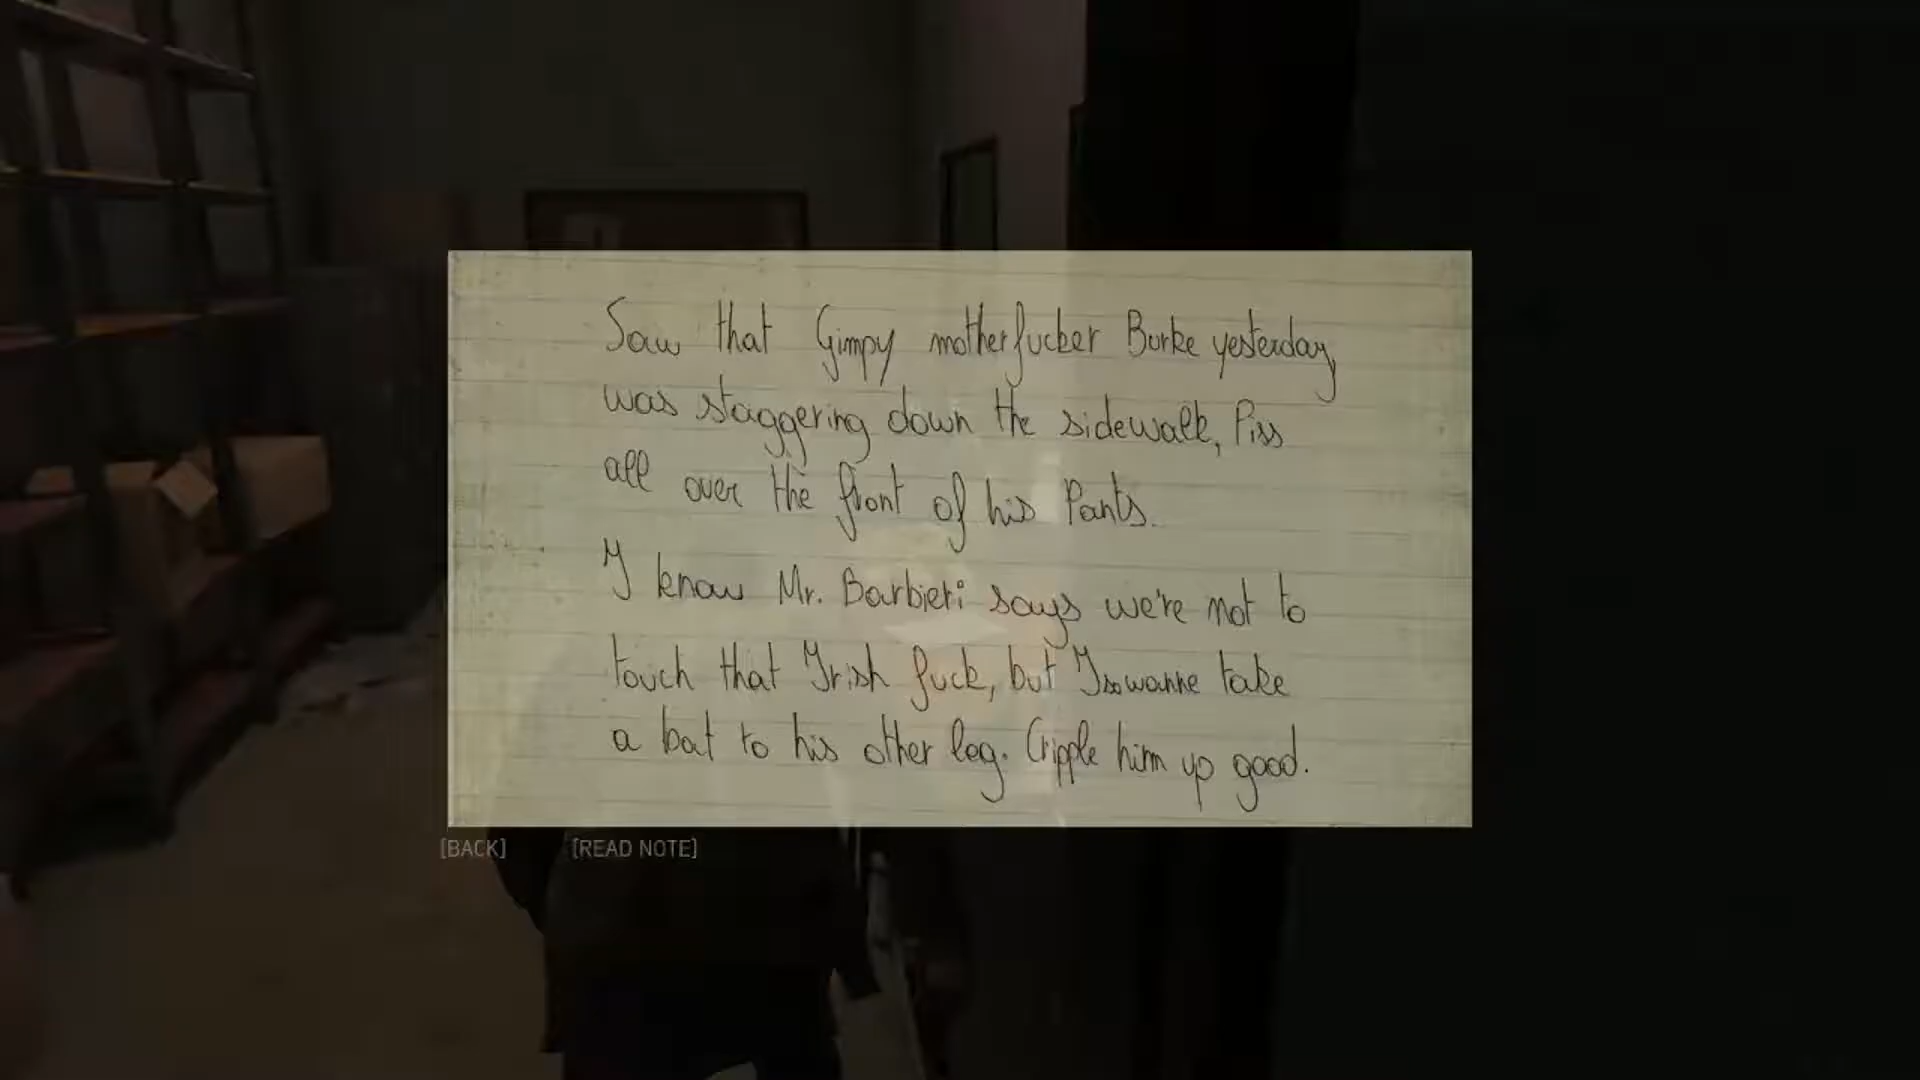 Saw that Gimpy motherfucker Burke yesterday,
was staggering down the sidewalk, Piss
all over the front of his Pants.
I know Mr. Barbieri says we're not to
touch that Irish fuck, but I so wanne take
a bat to his other leg. Cripple him up good.
[BACK] [READ NOTE]